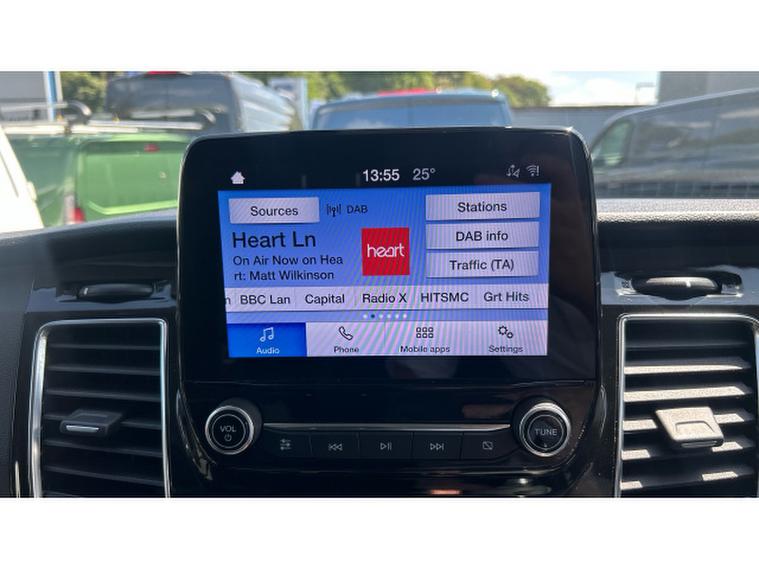 13:55 25°
Sources DAB Stations
Heart Ln
heart
DAB info
On Air Now on Hea
rt: Matt Wilkinson
Traffic (TA)
n BBC Lan Capital Radio X HITSMC Grt Hits
Audio Phone Mobile apps Settings
VOL
TUNE